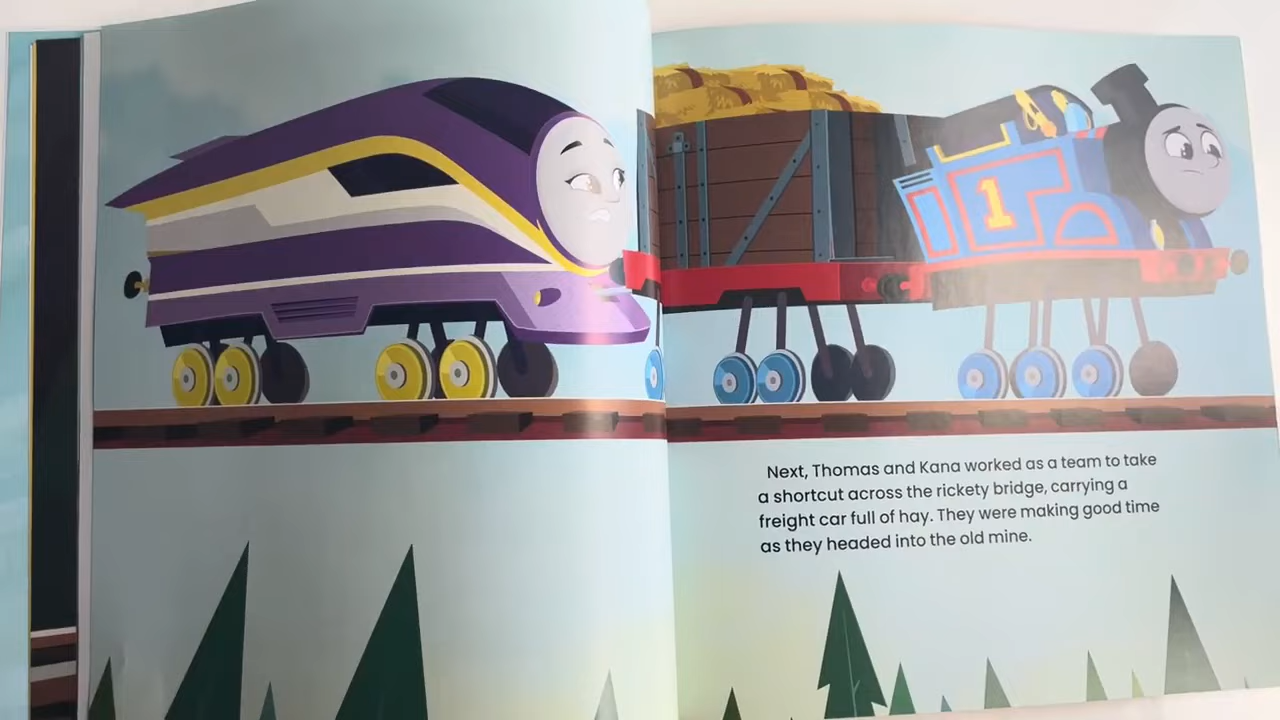 1
Next, Thomas and Kana worked as a team to take
a shortcut across the rickety bridge, carrying a
freight car full of hay. They were making good time
as they headed into the old mine.